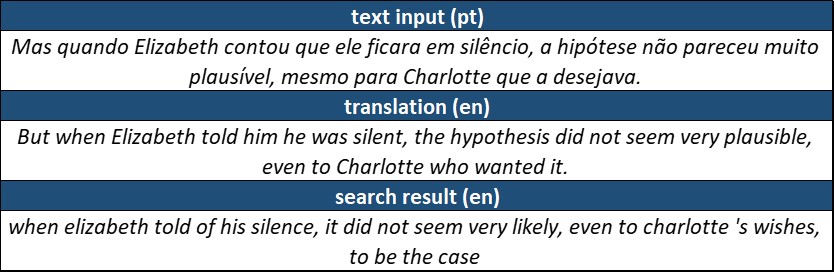 text input (pt)
Mas quando Elizabeth contou que ele ficara em silêncio, a hipótese não pareceu muito
plausível, mesmo para Charlotte que a desejava.
translation (en)
But when Elizabeth told him he was silent, the hypothesis did not seem very plausible,
even to Charlotte who wanted it.
search result (en)
when elizabeth told of his silence, it did not seem very likely, even to charlotte 's wishes,
to be the case